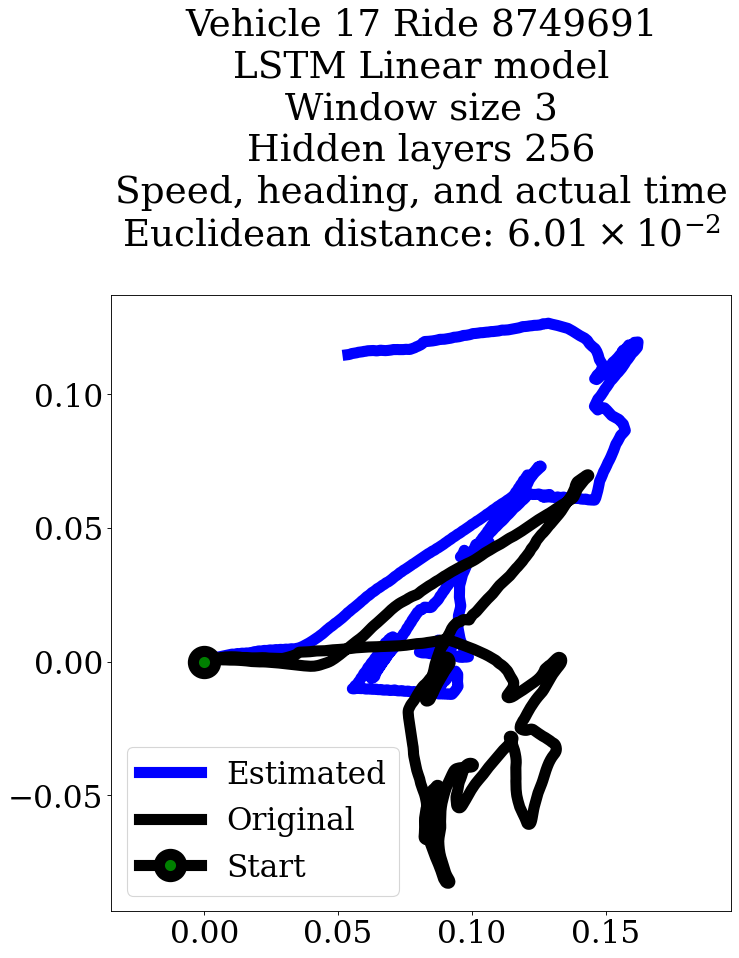 Vehicle 17 Ride 8749691
LSTM Linear model
Window size 3
Hidden layers 256
Speed, heading, and actual time
Euclidean distance: 6.01 × 10⁻²
0.10
0.05
0.00
−0.05
Estimated
Original
Start
0.00 0.05 0.10 0.15